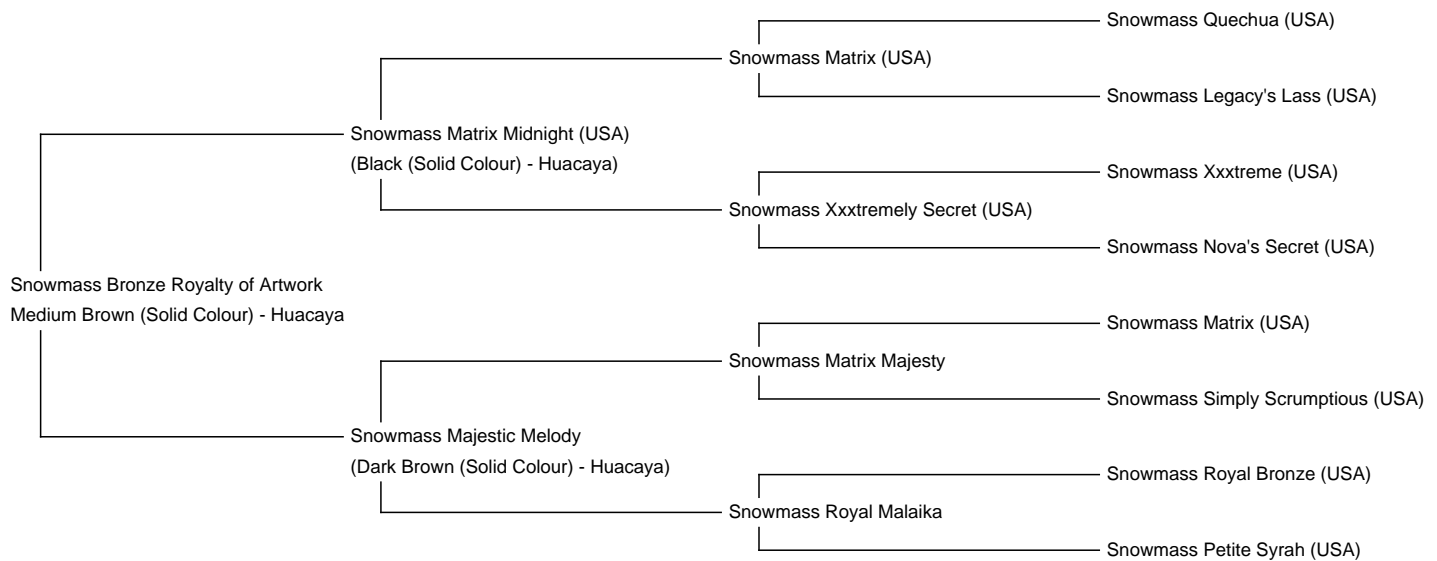 Snowmass Quechua (USA)
Snowmass Matrix (USA)
Snowmass Legacy's Lass (USA)
Snowmass Matrix Midnight (USA)
(Black (Solid Colour) - Huacaya)
Snowmass Xxxtreme (USA)
Snowmass Xxxtremely Secret (USA)
Snowmass Nova's Secret (USA)
Snowmass Bronze Royalty of Artwork
Medium Brown (Solid Colour) - Huacaya
Snowmass Matrix (USA)
Snowmass Matrix Majesty
Snowmass Simply Scrumptious (USA)
Snowmass Majestic Melody
(Dark Brown (Solid Colour) - Huacaya)
Snowmass Royal Bronze (USA)
Snowmass Royal Malaika
Snowmass Petite Syrah (USA)